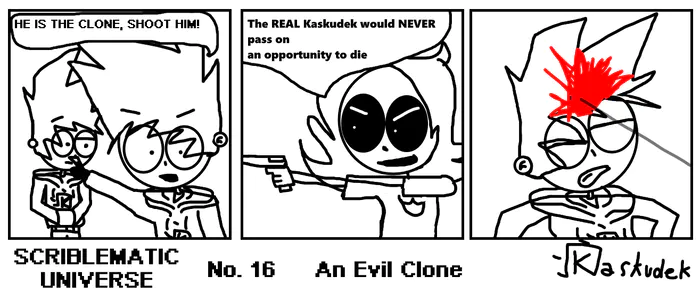 HE IS THE CLONE, SHOOT HIM!
The REAL Kaskudek would NEVER
pass on
an opportunity to die
SCRIBLEMATIC
UNIVERSE
No. 16
An Evil Clone
Kaskudek